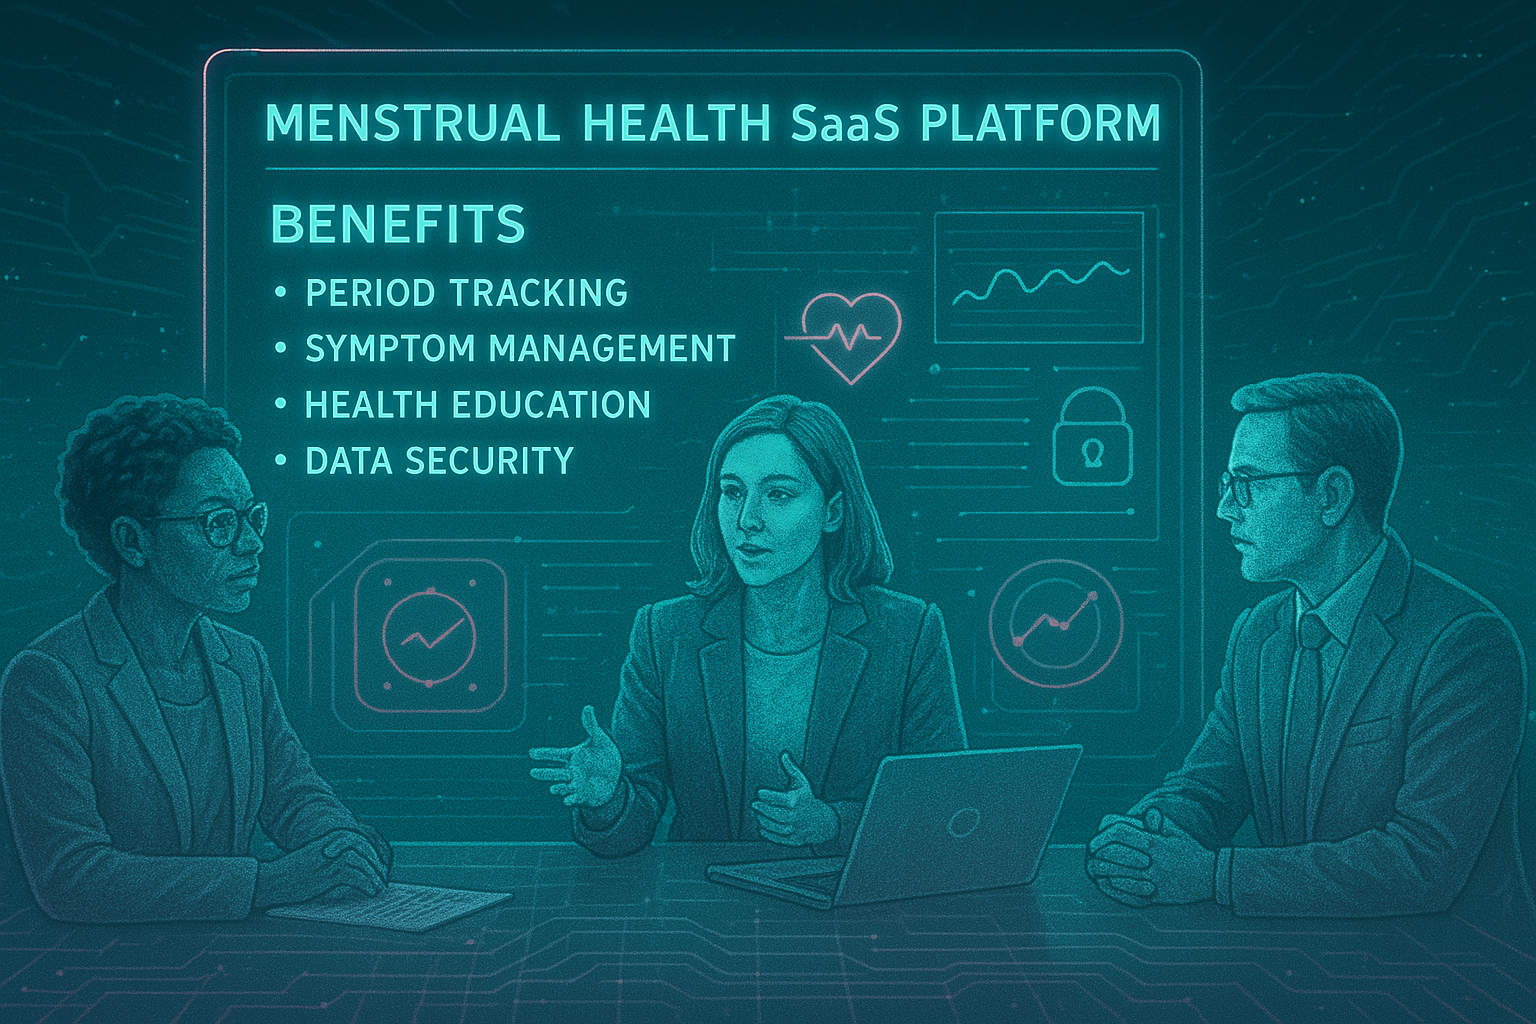 MENSTRUAL HEALTH SaaS PLATFORM
BENEFITS
• PERIOD TRACKING
• SYMPTOM MANAGEMENT
• HEALTH EDUCATION
• DATA SECURITY